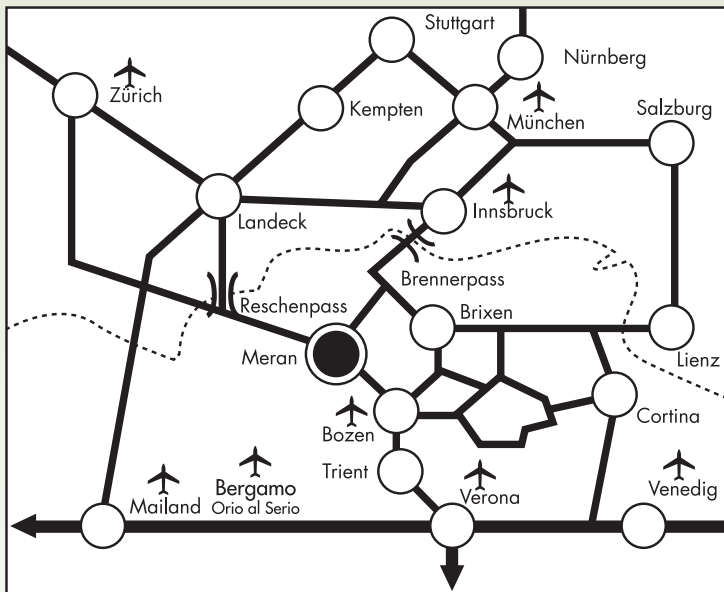 Stuttgart
Nürnberg
Zürich
Kempten
München
Salzburg
Landeck
Innsbruck
Brennerpass
Reschenpass
Brixen
Meran
Lienz
Bozen
Cortina
Trient
Mailand
Bergamo
Orio al Serio
Verona
Venedig